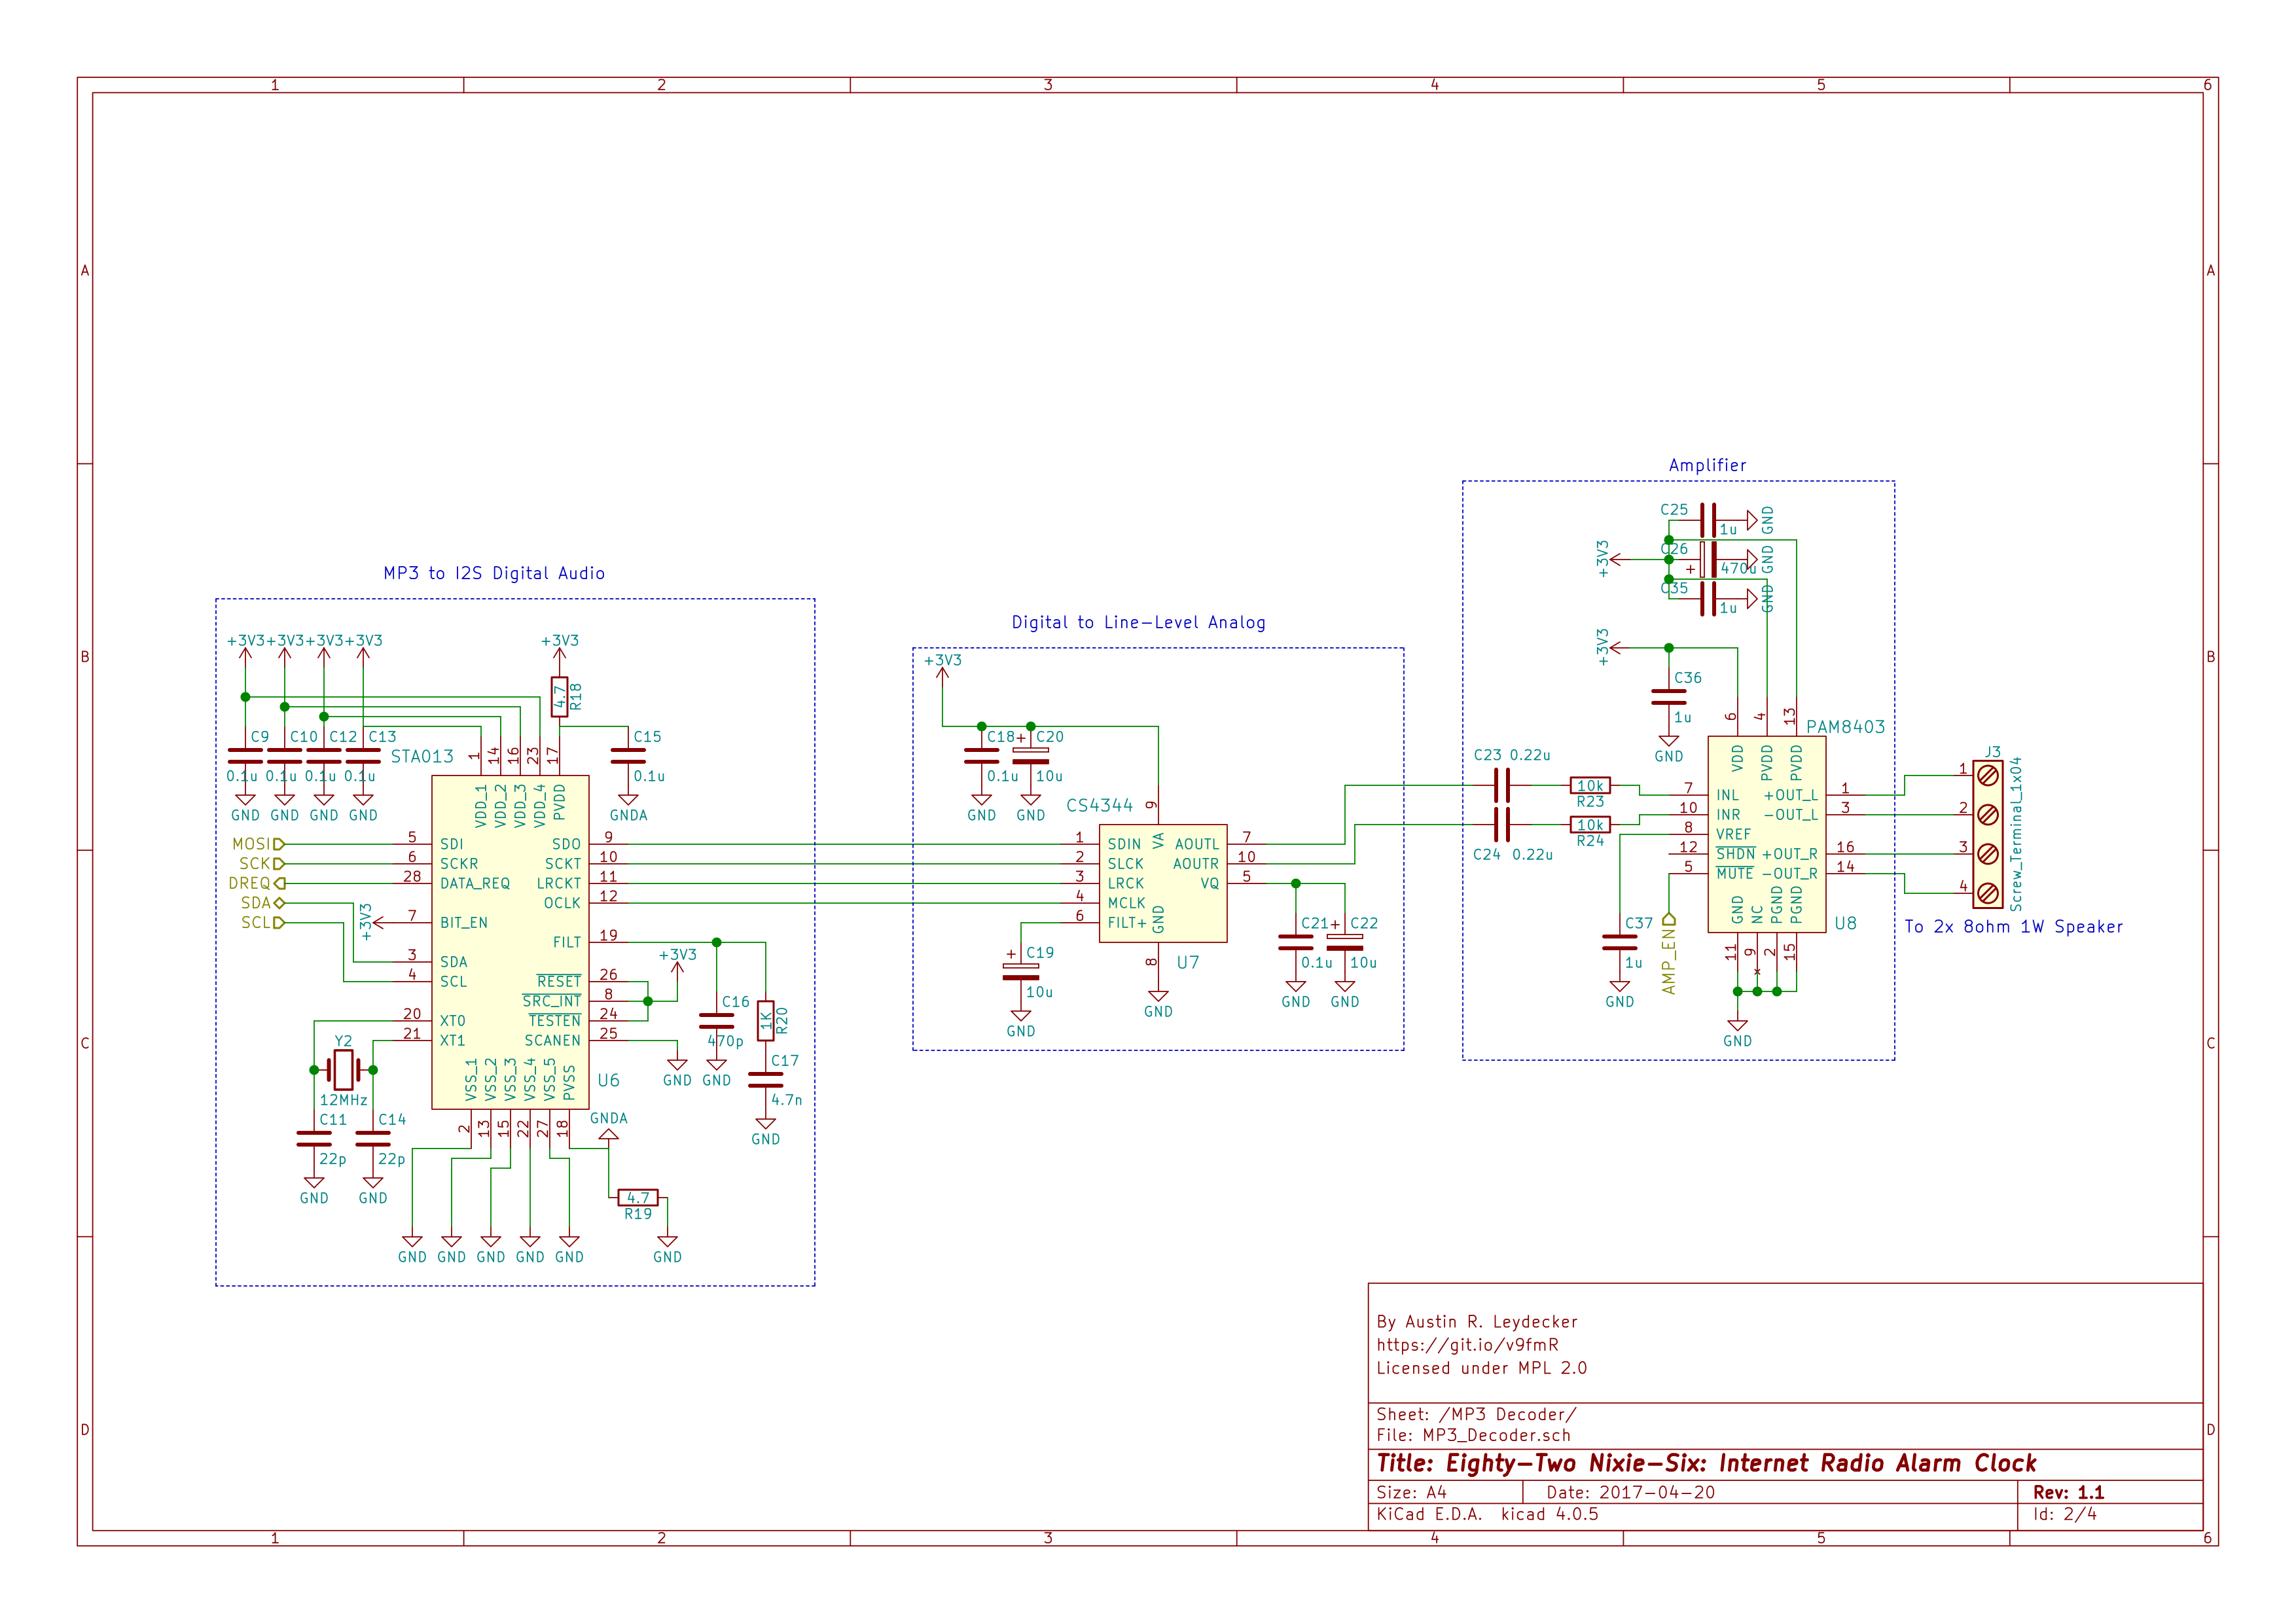 1 2 3 4 5 6
A A
B B
C C
D D
MP3 to I2S Digital Audio
+3V3 +3V3 +3V3 +3V3
+3V3
4.7
R18
C9 C10 C12 C13
0.1u 0.1u 0.1u 0.1u
GND GND GND GND
STA013
C15
0.1u
GNDA
1 14 16 23 17
VDD_1 VDD_2 VDD_3 VDD_4 PVDD
MOSI 5 SDI
SCK 6 SCKR
DREQ 28 DATA_REQ
SDA
SCL
+3V3 7 BIT_EN
3 SDA
4 SCL
20 XTO
21 XT1
SDO 9
SCKT 10
LRCKT 11
OCLK 12
FILT 19
RESET 26
SRC_INT 8
TESTEN 24
SCANEN 25
+3V3
GND
C16
470p
GND
1K
R20
C17
4.7n
GND
Y2
12MHz
C11 C14
22p 22p
GND GND
VSS_1 VSS_2 VSS_3 VSS_4 VSS_5 PVSS
2 13 15 22 27 18
U6
GNDA
4.7
R19
GND GND GND GND GND GND
Digital to Line-Level Analog
+3V3
C18 + C20
0.1u 10u
GND GND
CS4344
9
VA
1 SDIN AOUTL 7
2 SLCK AOUTR 10
3 LRCK VQ 5
4 MCLK
6 FILT+
GND
8
U7
GND
+ C19
10u
GND
C21 + C22
0.1u 10u
GND GND
Amplifier
C25
1u
GND
+3V3
C26
+ 470u
GND
C35
1u
GND
+3V3
C36
1u
GND
C23 0.22u
10k
R23
10k
R24
C24 0.22u
6 4 13
PAM8403
VDD PVDD PVDD
7 INL +OUT_L 1
10 INR -OUT_L 3
8 VREF
12 SHDN +OUT_R 16
5 MUTE -OUT_R 14
GND NC PGND PGND
11 9 2 15
U8
GND
C37
1u
GND
AMP_EN
J3
1
2
3
4
Screw_Terminal_1x04
To 2x 8ohm 1W Speaker
By Austin R. Leydecker
https://git.io/v9fmR
Licensed under MPL 2.0
Sheet: /MP3 Decoder/
File: MP3_Decoder.sch
Title: Eighty-Two Nixie-Six: Internet Radio Alarm Clock
Size: A4 Date: 2017-04-20 Rev: 1.1
KiCad E.D.A. kicad 4.0.5 Id: 2/4
1 2 3 4 5 6